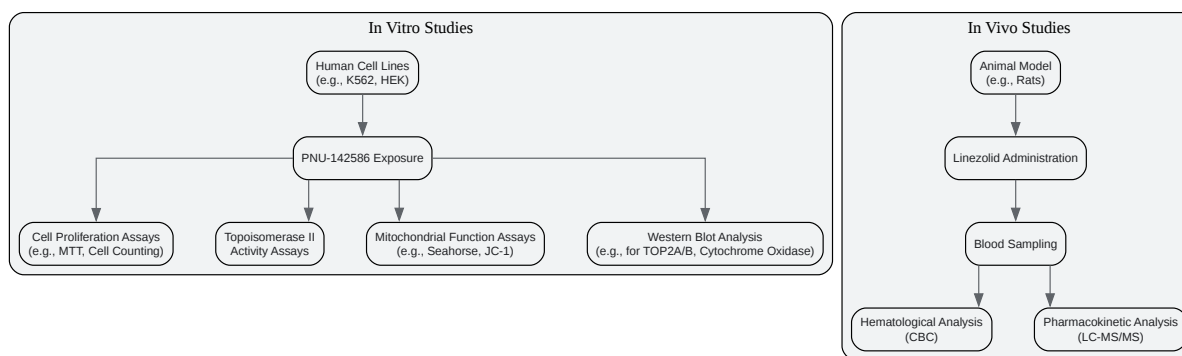 In Vitro Studies
Human Cell Lines
(e.g., K562, HEK)
PNU-142586 Exposure
Cell Proliferation Assays
(e.g., MTT, Cell Counting)
Topoisomerase II
Activity Assays
Mitochondrial Function Assays
(e.g., Seahorse, JC-1)
Western Blot Analysis
(e.g., for TOP2A/B, Cytochrome Oxidase)
In Vivo Studies
Animal Model
(e.g., Rats)
Linezolid Administration
Blood Sampling
Hematological Analysis
(CBC)
Pharmacokinetic Analysis
(LC-MS/MS)